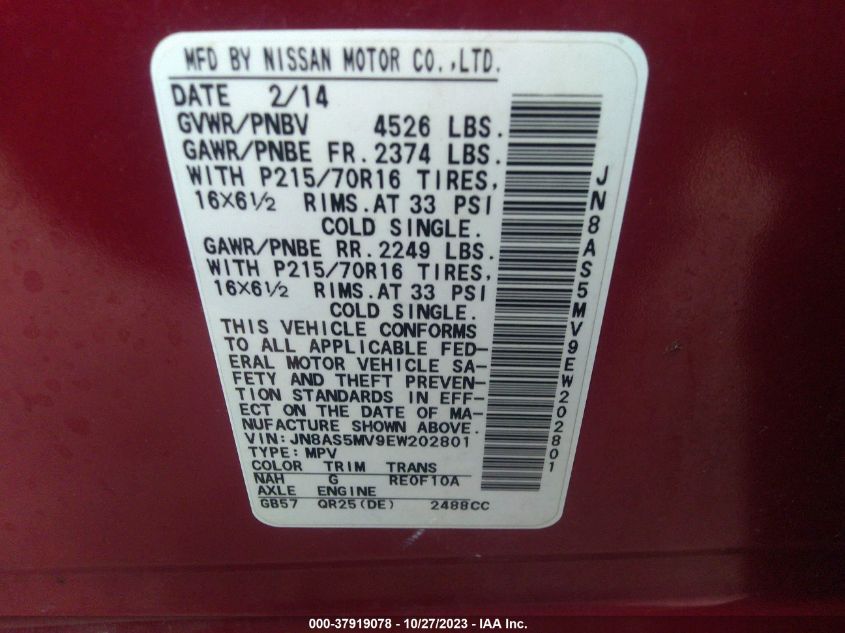 MFD BY NISSAN MOTOR CO.,LTD.
DATE 2/14
GVWR/PNBV 4526 LBS.
GAWR/PNBE FR.2374 LBS.
WITH P215/70R16 TIRES,
16X6½ RIMS.AT 33 PSI
COLD SINGLE.
GAWR/PNBE RR.2249 LBS.
WITH P215/70R16 TIRES,
16X6½ RIMS.AT 33 PSI
COLD SINGLE.
THIS VEHICLE CONFORMS
TO ALL APPLICABLE FED-
ERAL MOTOR VEHICLE SA-
FETY AND THEFT PREVEN-
TION STANDARDS IN EFF-
ECT ON THE DATE OF MA-
NUFACTURE SHOWN ABOVE.
VIN:JN8AS5MV9EW202801
TYPE:MPV
COLOR TRIM TRANS
NAH G RE0F10A
AXLE ENGINE
GB57 QR25(DE) 2488CC
JN8AS5MV9EW202801
000-37919078 - 10/27/2023 - IAA Inc.